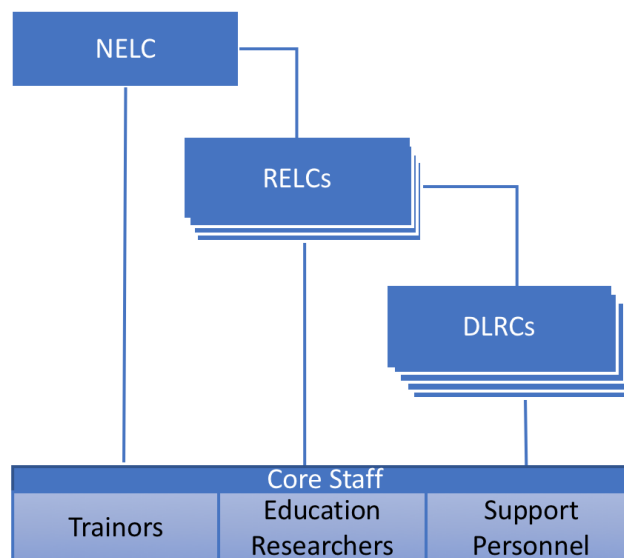 NELC
RELCs
DLRCs
Core Staff
Trainors
Education
Researchers
Support
Personnel